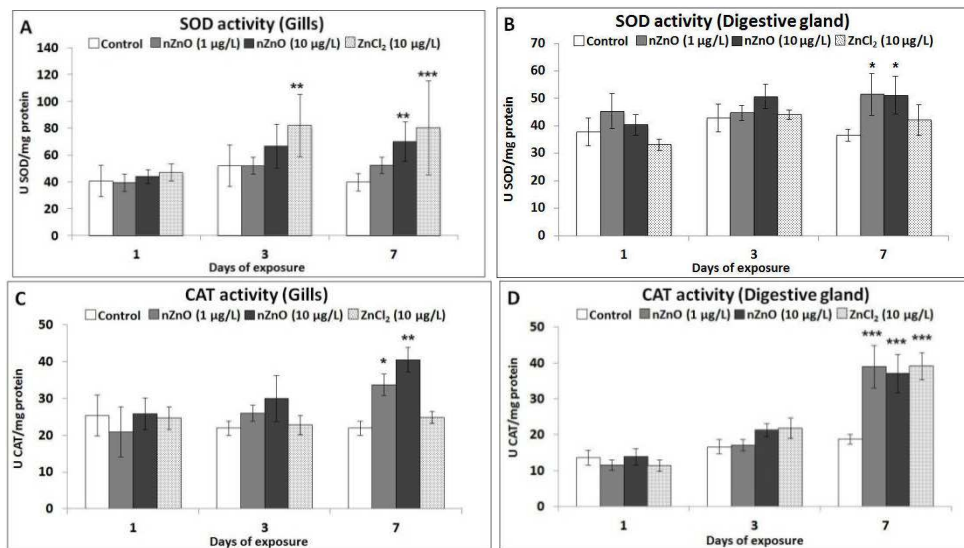 A
SOD activity (Gills)
Control nZnO (1 µg/L) nZnO (10 µg/L) ZnCl2 (10 µg/L)
U SOD/mg protein
140
120
100
80
60
40
20
0
**
**
***
1 3 7
Days of exposure
B
SOD activity (Digestive gland)
Control nZnO (1 µg/L) nZnO (10 µg/L) ZnCl2 (10 µg/L)
U SOD/mg protein
70
60
50
40
30
20
10
0
* *
1 3 7
Days of exposure
C
CAT activity (Gills)
Control nZnO (1 µg/L) nZnO (10 µg/L) ZnCl2 (10 µg/L)
U CAT/mg protein
50
40
30
20
10
0
* **
1 3 7
Days of exposure
D
CAT activity (Digestive gland)
Control nZnO (1 µg/L) nZnO (10 µg/L) ZnCl2 (10 µg/L)
U CAT/mg protein
50
40
30
20
10
0
*** *** ***
1 3 7
Days of exposure